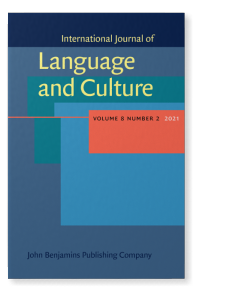 International Journal of
Language
and Culture
VOLUME 8 NUMBER 2 2021
John Benjamins Publishing Company